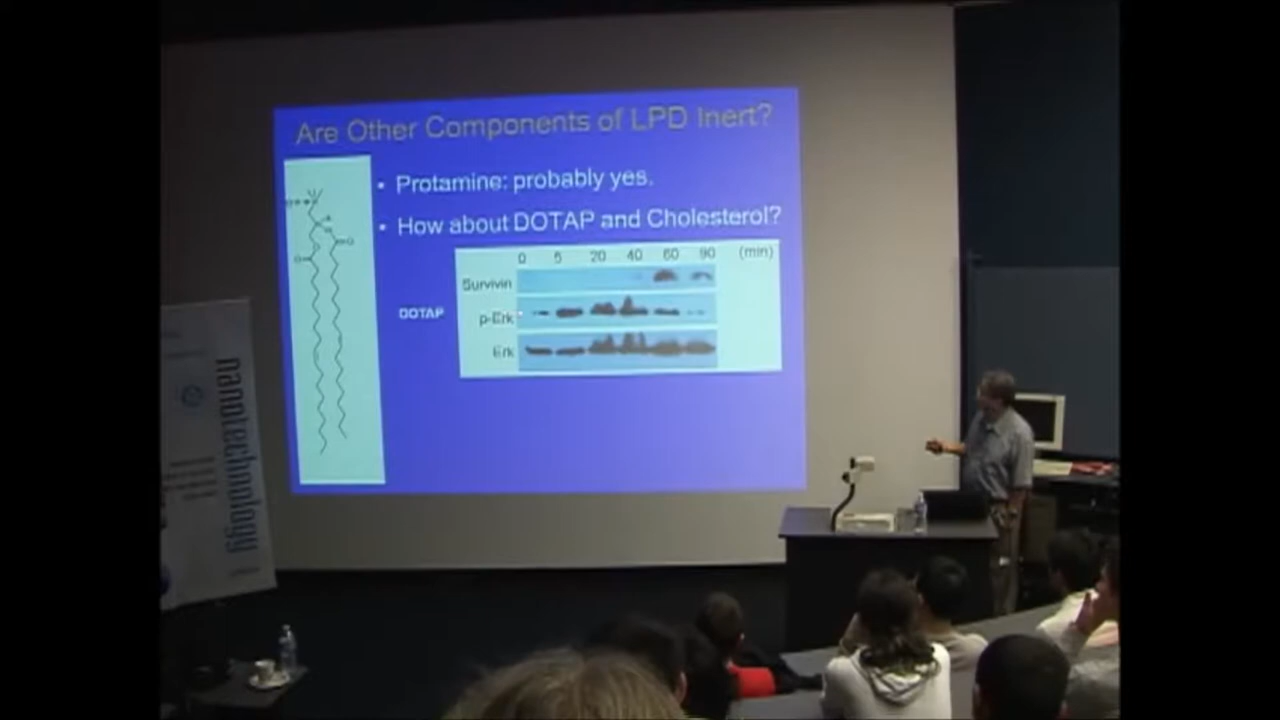 Are Other Components of LPD Inert?
• Protamine: probably yes.
• How about DOTAP and Cholesterol?
0 5 20 40 60 90 (min)
Survivin
DOTAP
p-Erk
Erk
nanotechnology